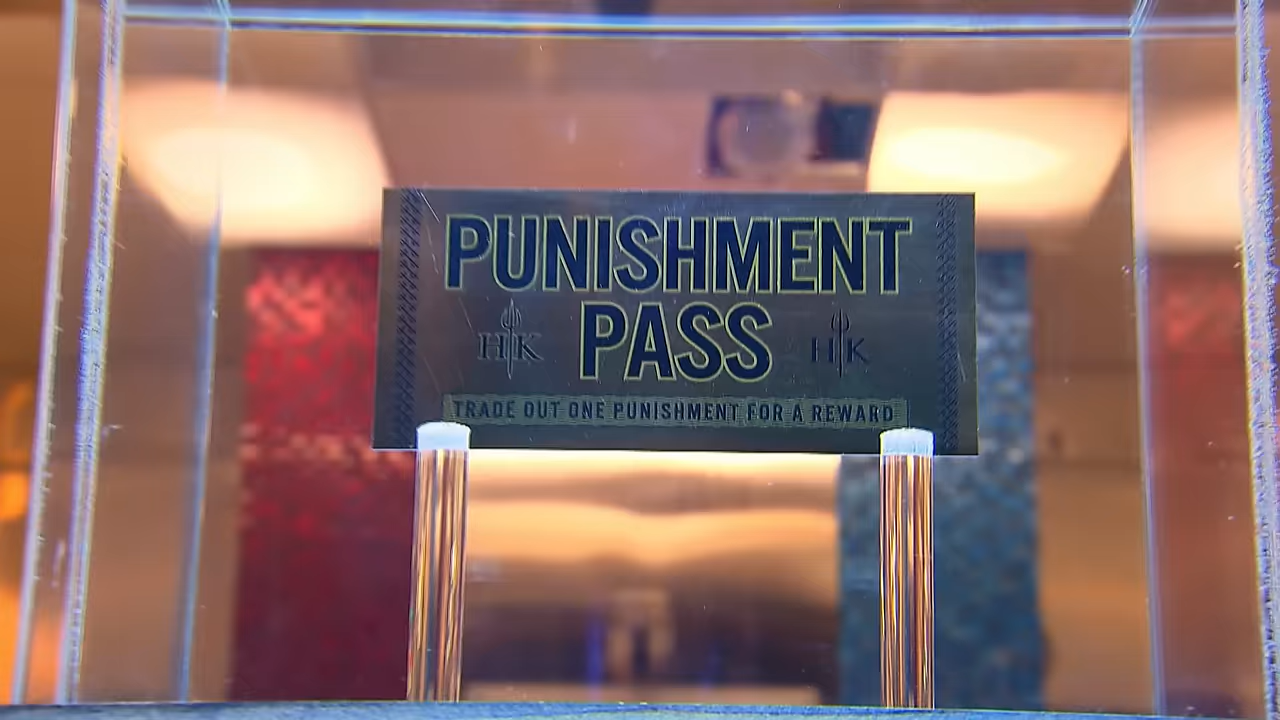 PUNISHMENT
PASS
HK HK
TRADE OUT ONE PUNISHMENT FOR A REWARD